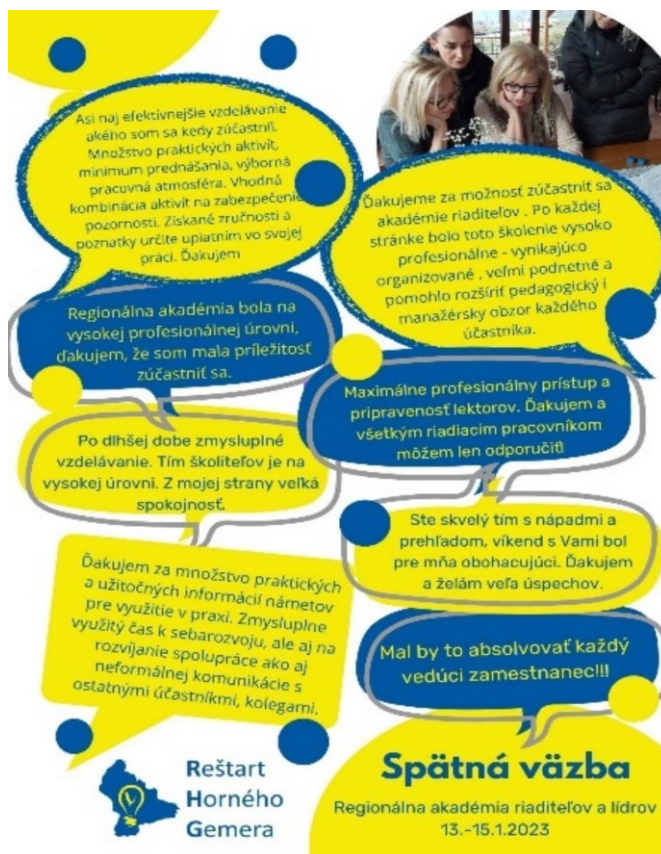 Asi naj efektivnejšie vzdelávanie
akého som sa kedy zúčastnil.
Množstvo praktických aktivít,
minimum prednášania, výborná
pracovná atmosféra. Vhodná
kombinácia aktivít na zabezpečenie
pozornosti. Získané zručnosti a
poznatky určite uplatním vo svojej
práci. Ďakujem
Ďakujeme za možnosť zúčastniť sa
akadémie riaditeľov . Po každej
stránke bolo toto školenie vysoko
profesionálne - vynikajúco
organizované , veľmi podnetné a
pomohlo rozšíriť pedagogický i
manažérsky obzor každého
účastníka.
Regionálna akadémia bola na
vysokej profesionálnej úrovni,
ďakujem, že som mala príležitosť
zúčastniť sa.
Maximálne profesionálny prístup a
pripravenosť lektorov. Ďakujem a
všetkým riadiacim pracovníkom
môžem len odporučiť!
Po dlhšej dobe zmysluplné
vzdelávanie. Tím školiteľov je na
vysokej úrovni. Z mojej strany veľká
spokojnosť.
Ste skvelý tím s nápadmi a
prehľadom, víkend s Vami bol
pre mňa obohacujúci. Ďakujem
a želám veľa úspechov.
Ďakujem za množstvo praktických
a užitočných informácií námetov
pre využitie v praxi. Zmysluplne
využitý čas k sebarozvoju, ale aj na
rozvíjanie spolupráce ako aj
neformálnej komunikácie s
ostatnými účastníkmi, kolegami.
Mal by to absolvovať každý
vedúci zamestnanec!!!
Reštart
Horného
Gemera
Spätná väzba
Regionálna akadémia riaditeľov a lídrov
13.-15.1.2023